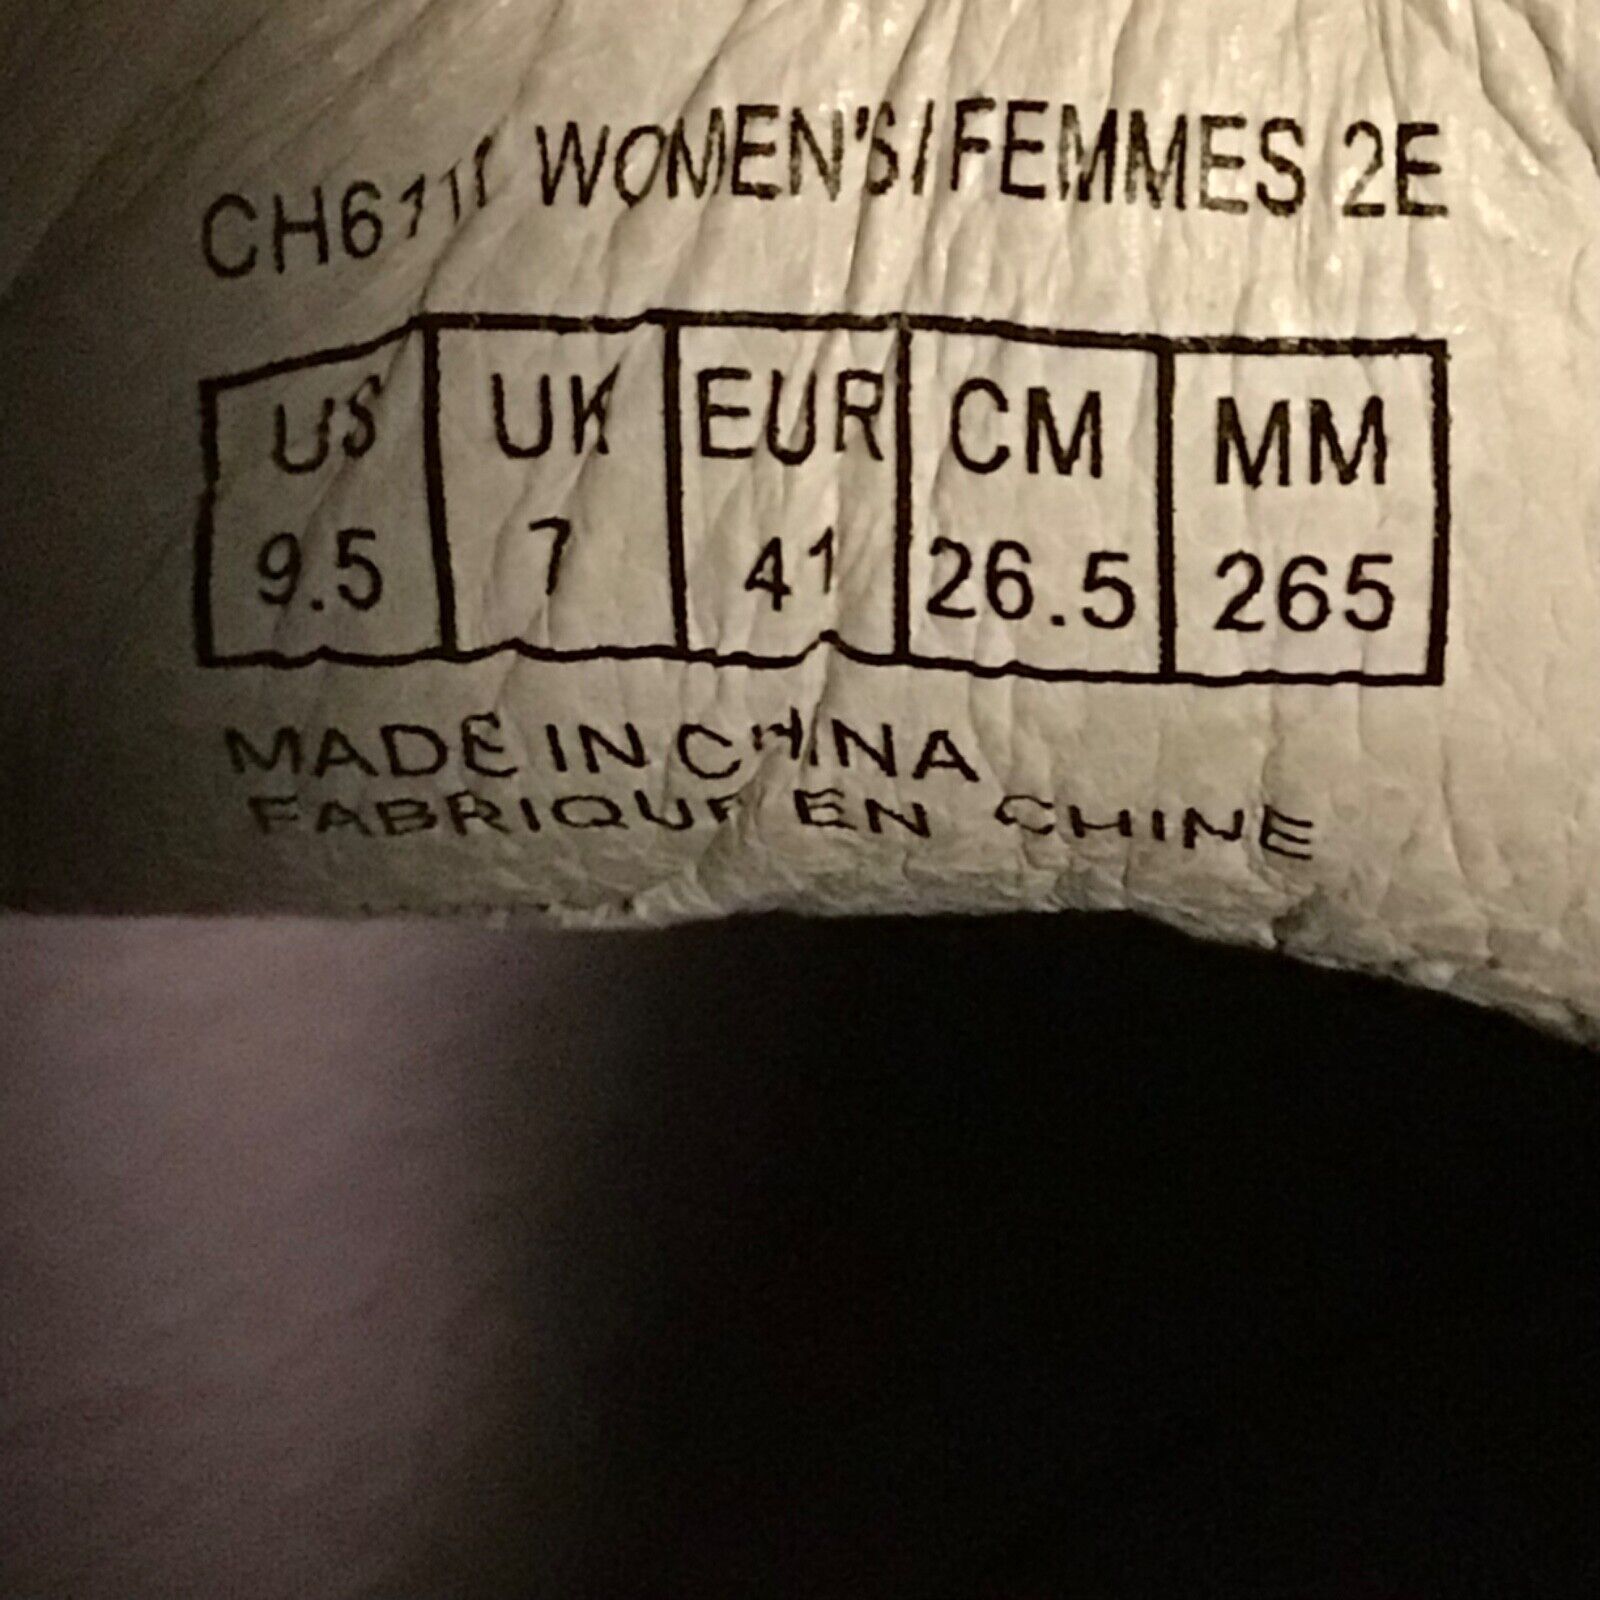 CH6111 WOMEN'S/FEMMES 2E
US UK EUR CM MM
9.5 7 41 26.5 265
MADE IN CHINA
FABRIQUE EN CHINE